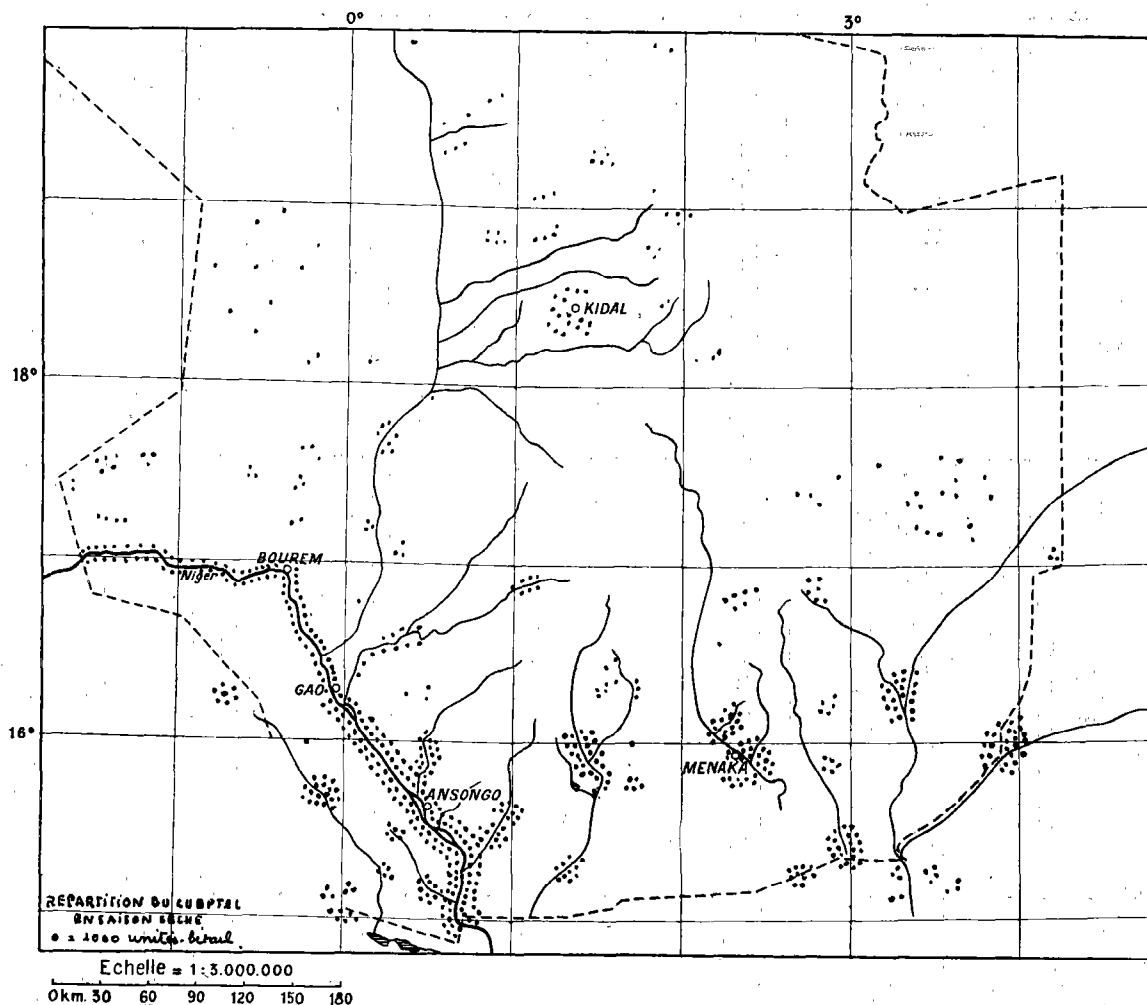 0° 3°
KIDAL
18°
BOUREM
Niger
GAO
16°
MENAKA
ANSONGO
REPARTITION DU CHEPTEL
EN SAISON SECHE
● = 1000 unités-bétail
Echelle = 1:3.000.000
0km. 30 60 90 120 150 180